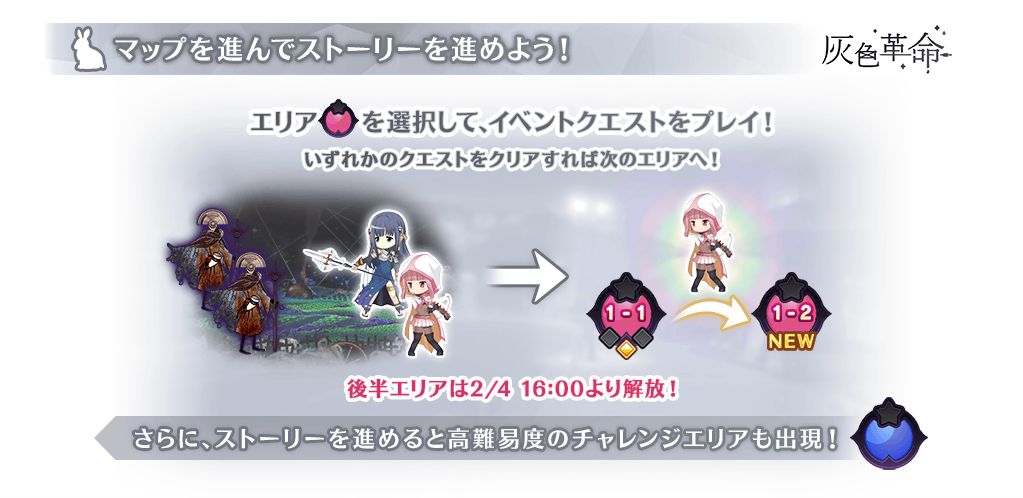 マップを進んでストーリーを進めよう!
灰色革命
エリア を選択して、イベントクエストをプレイ!
いずれかのクエストをクリアすれば次のエリアへ!
1-1
1-2
NEW
後半エリアは2/4 16:00より解放!
さらに、ストーリーを進めると高難易度のチャレンジエリアも出現!